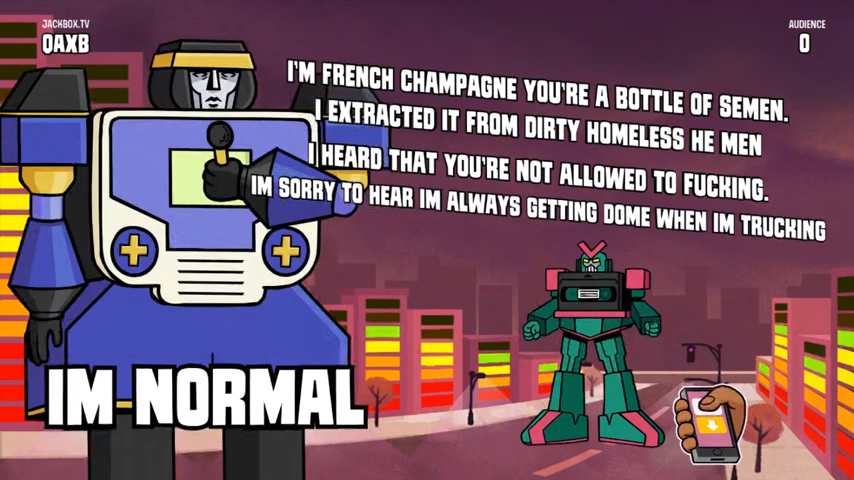 JACKBOX.TV
QAXB
AUDIENCE
0
I'M FRENCH CHAMPAGNE YOU'RE A BOTTLE OF SEMEN.
I EXTRACTED IT FROM DIRTY HOMELESS HE MEN
I HEARD THAT YOU'RE NOT ALLOWED TO FUCKING.
IM SORRY TO HEAR IM ALWAYS GETTING DOME WHEN IM TRUCKING
IM NORMAL